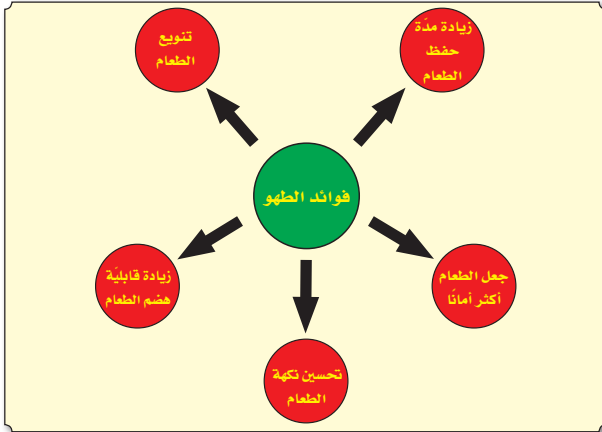 زيادة مدّة
حفظ
الطعام
تنويع
الطعام
فوائد الطهو
جعل الطعام
أكثر أمانًا
زيادة قابليّة
هضم الطعام
تحسين نكهة
الطعام